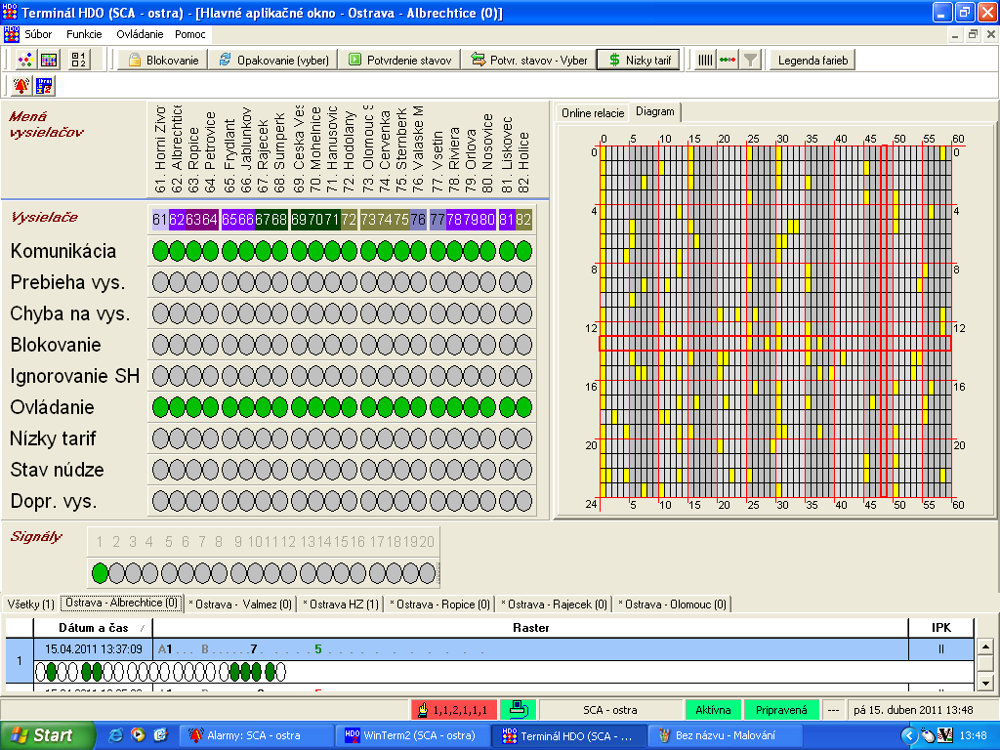 Terminál HDO (SCA - ostra) - [Hlavné aplikačné okno - Ostrava - Albrechtice (0)]
Súbor Funkcie Ovládanie Pomoc
Blokovanie Opakovanie (vyber) Potvrdenie stavov Potvr. stavov - Vyber Nizky tarif Legenda farieb
Mená vysielačov
61. Horní Živo
62. Albrechtice
63. Ropice
64. Petrovice
65. Frydlant
66. Jablunkov
67. Rajecek
68. Sumperk
69. Ceska Ves
70. Mohelnice
71. Hanusovic
72. Hodolany
73. Olomouc S
74. Cervenka
75. Sternberk
76. Valaske M
77. Vsetin
78. Riviera
79. Orlova
80. Nosovice
81. Liskovec
82. Holice
Vysielače 61 62 63 64 65 66 67 68 69 70 71 72 73 74 75 76 77 78 79 80 81 82
Komunikácia
Prebieha vys.
Chyba na vys.
Blokovanie
Ignorovanie SH
Ovládanie
Nízky tarif
Stav núdze
Dopr. vys.
Online relacie Diagram
0 5 10 15 20 25 30 35 40 45 50 55 60
0 0
4 4
8 8
12 12
16 16
20 20
24 5 10 15 20 25 30 35 40 45 50 55 60
Signály 1 2 3 4 5 6 7 8 9 10 11 12 13 14 15 16 17 18 19 20
Všetky (1) Ostrava - Albrechtice (0) * Ostrava - Valmez (0) * Ostrava HZ (1) * Ostrava - Ropice (0) * Ostrava - Rajecek (0) * Ostrava - Olomouc (0)
Dátum a čas / Raster IPK
1 15.04.2011 13:37:09 A1... B......7.......5.................. II
1,1,2,1,1,1 SCA - ostra Aktívna Pripravená --- pá 15. duben 2011 13:48
Start Alarmy: SCA - ostra WinTerm2 (SCA - ostra) Terminál HDO (SCA - ... Bez názvu - Malování 13:48